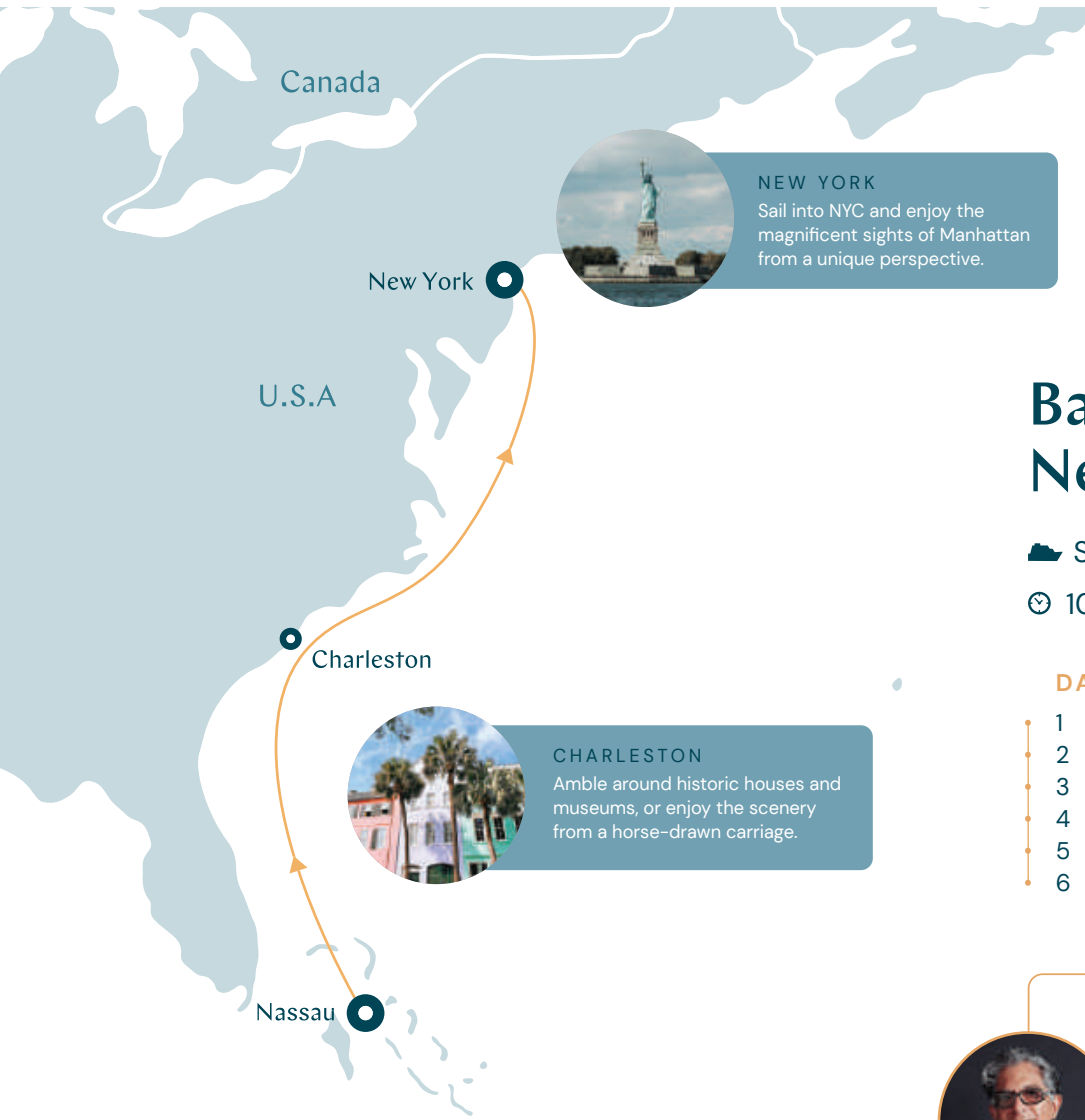 Canada
NEW YORK
Sail into NYC and enjoy the
magnificent sights of Manhattan
from a unique perspective.
New York
U.S.A
Charleston
CHARLESTON
Amble around historic houses and
museums, or enjoy the scenery
from a horse-drawn carriage.
Nassau
1
2
3
4
5
6